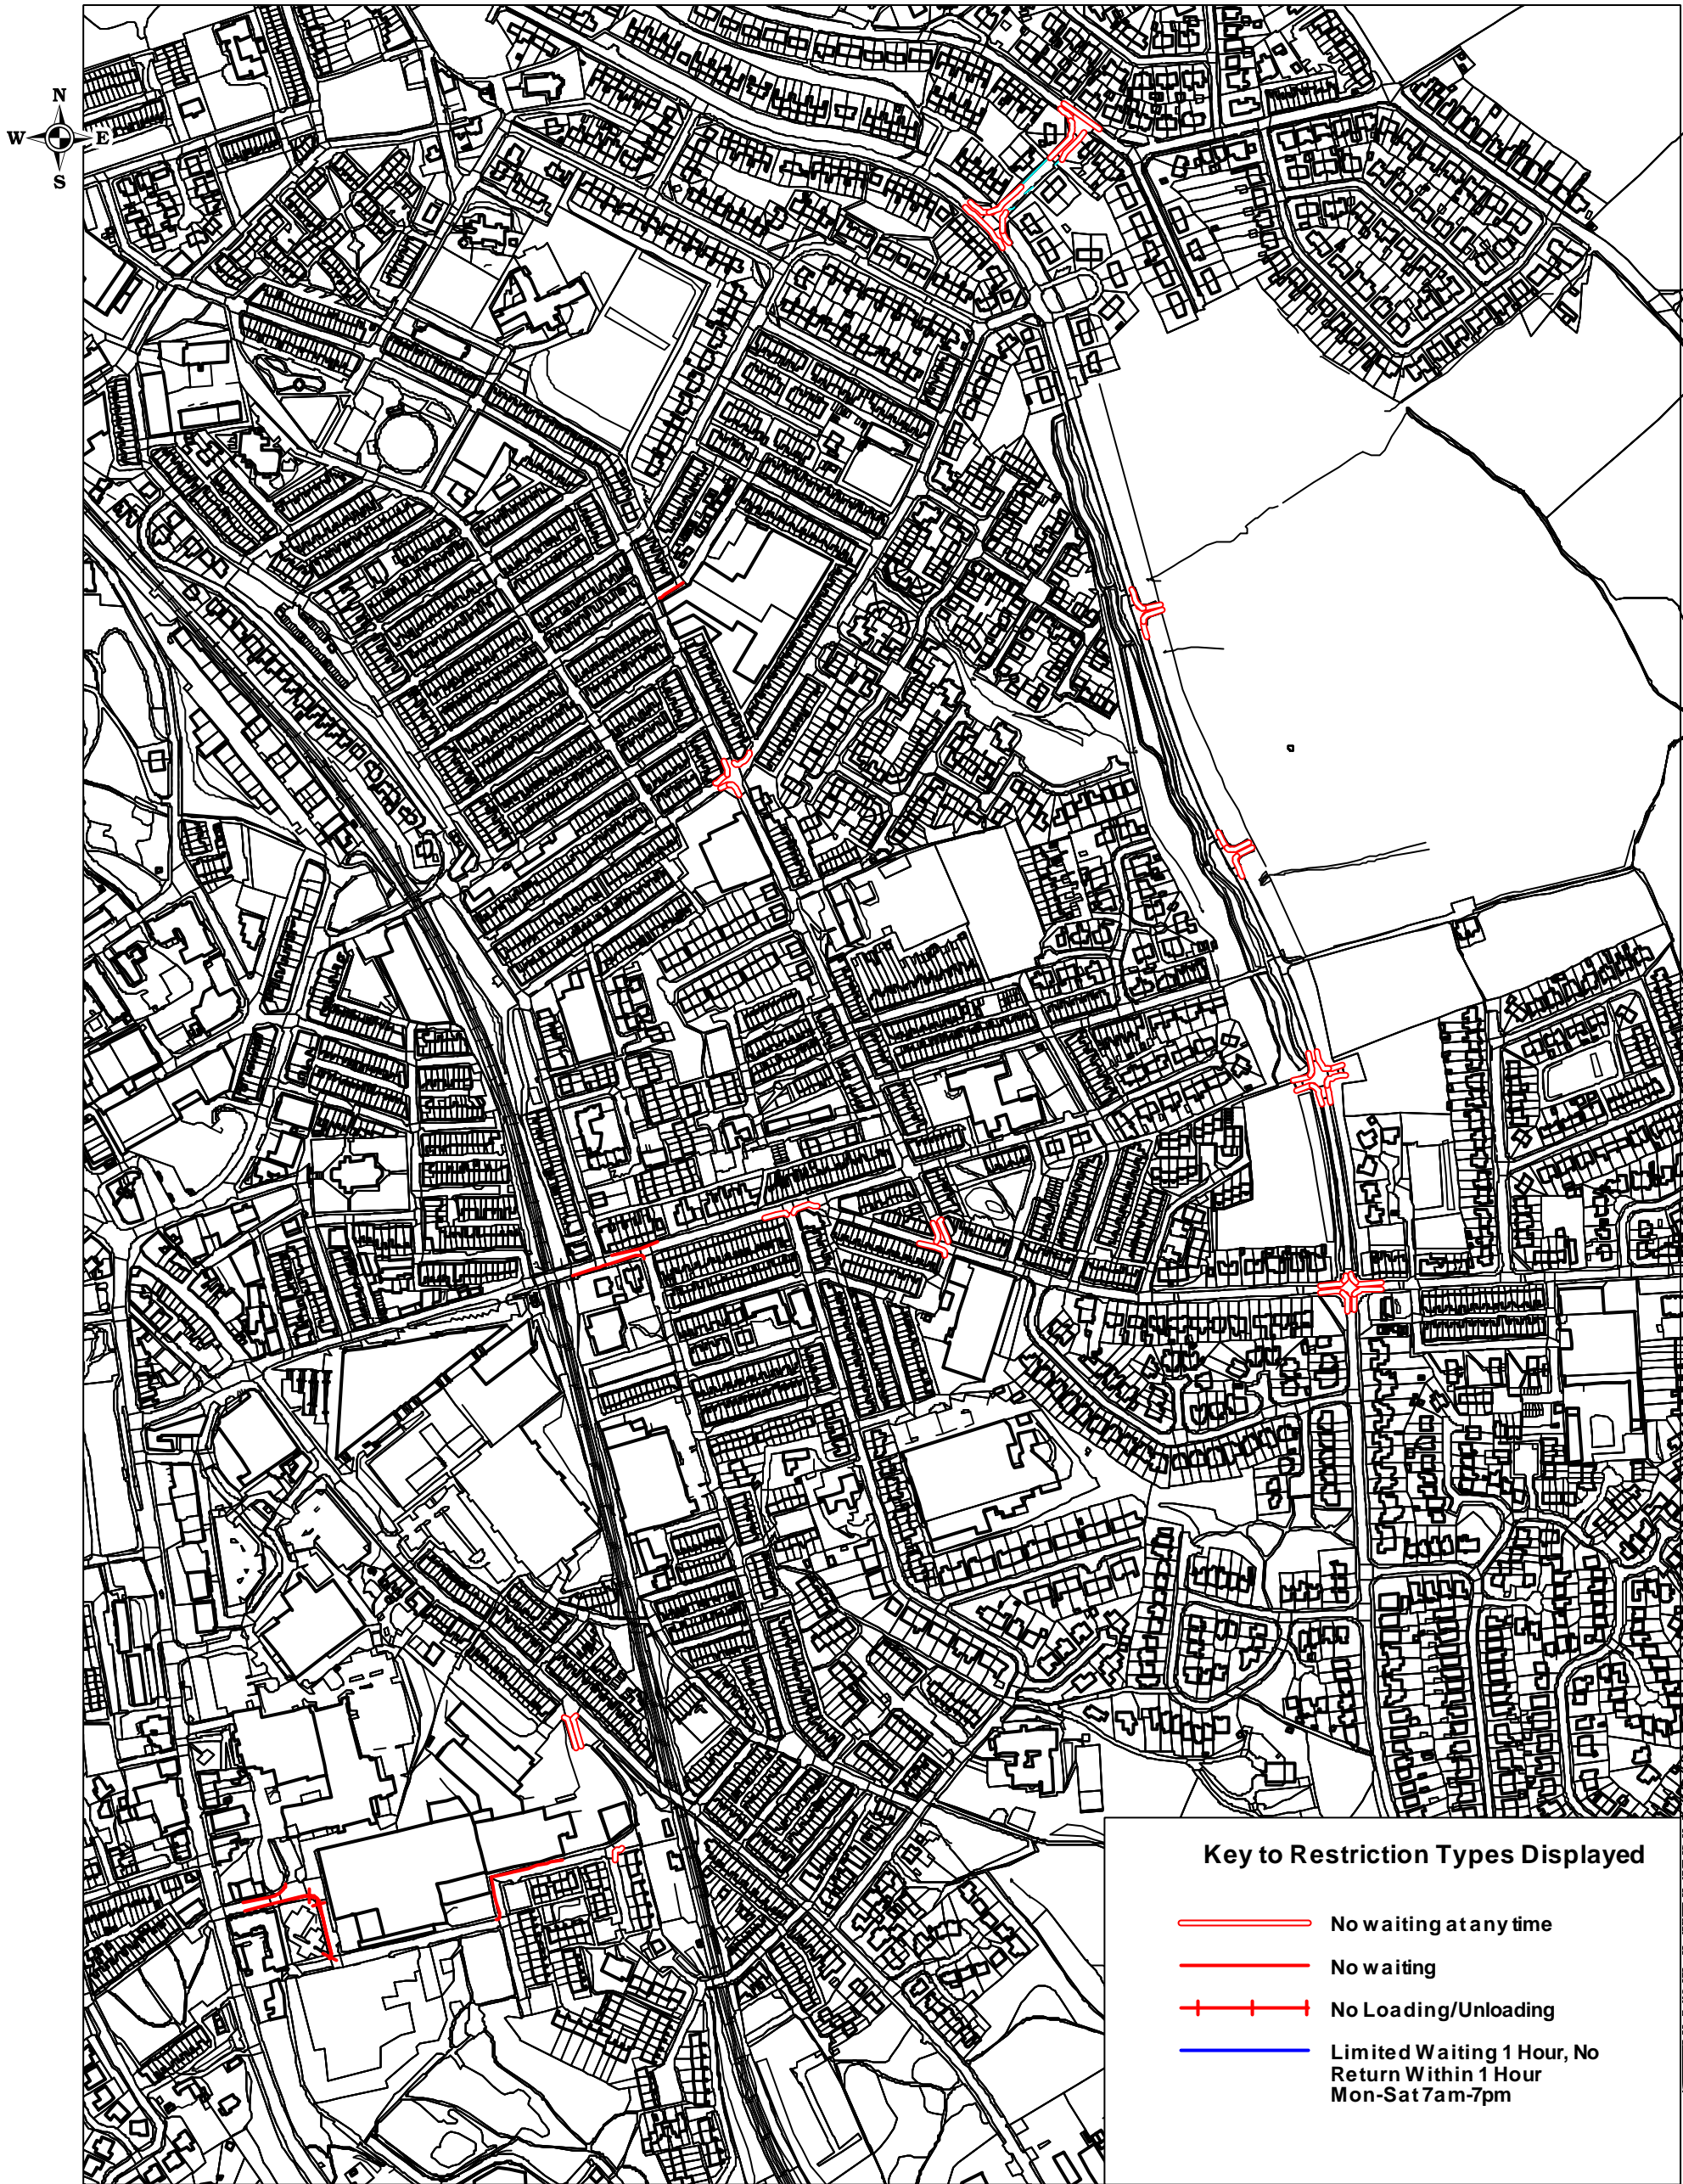 N
W E
S
Key to Restriction Types Displayed
No waiting at any time
No waiting
No Loading/Unloading
Limited Waiting 1 Hour, No
Return Within 1 Hour
Mon-Sat 7am-7pm